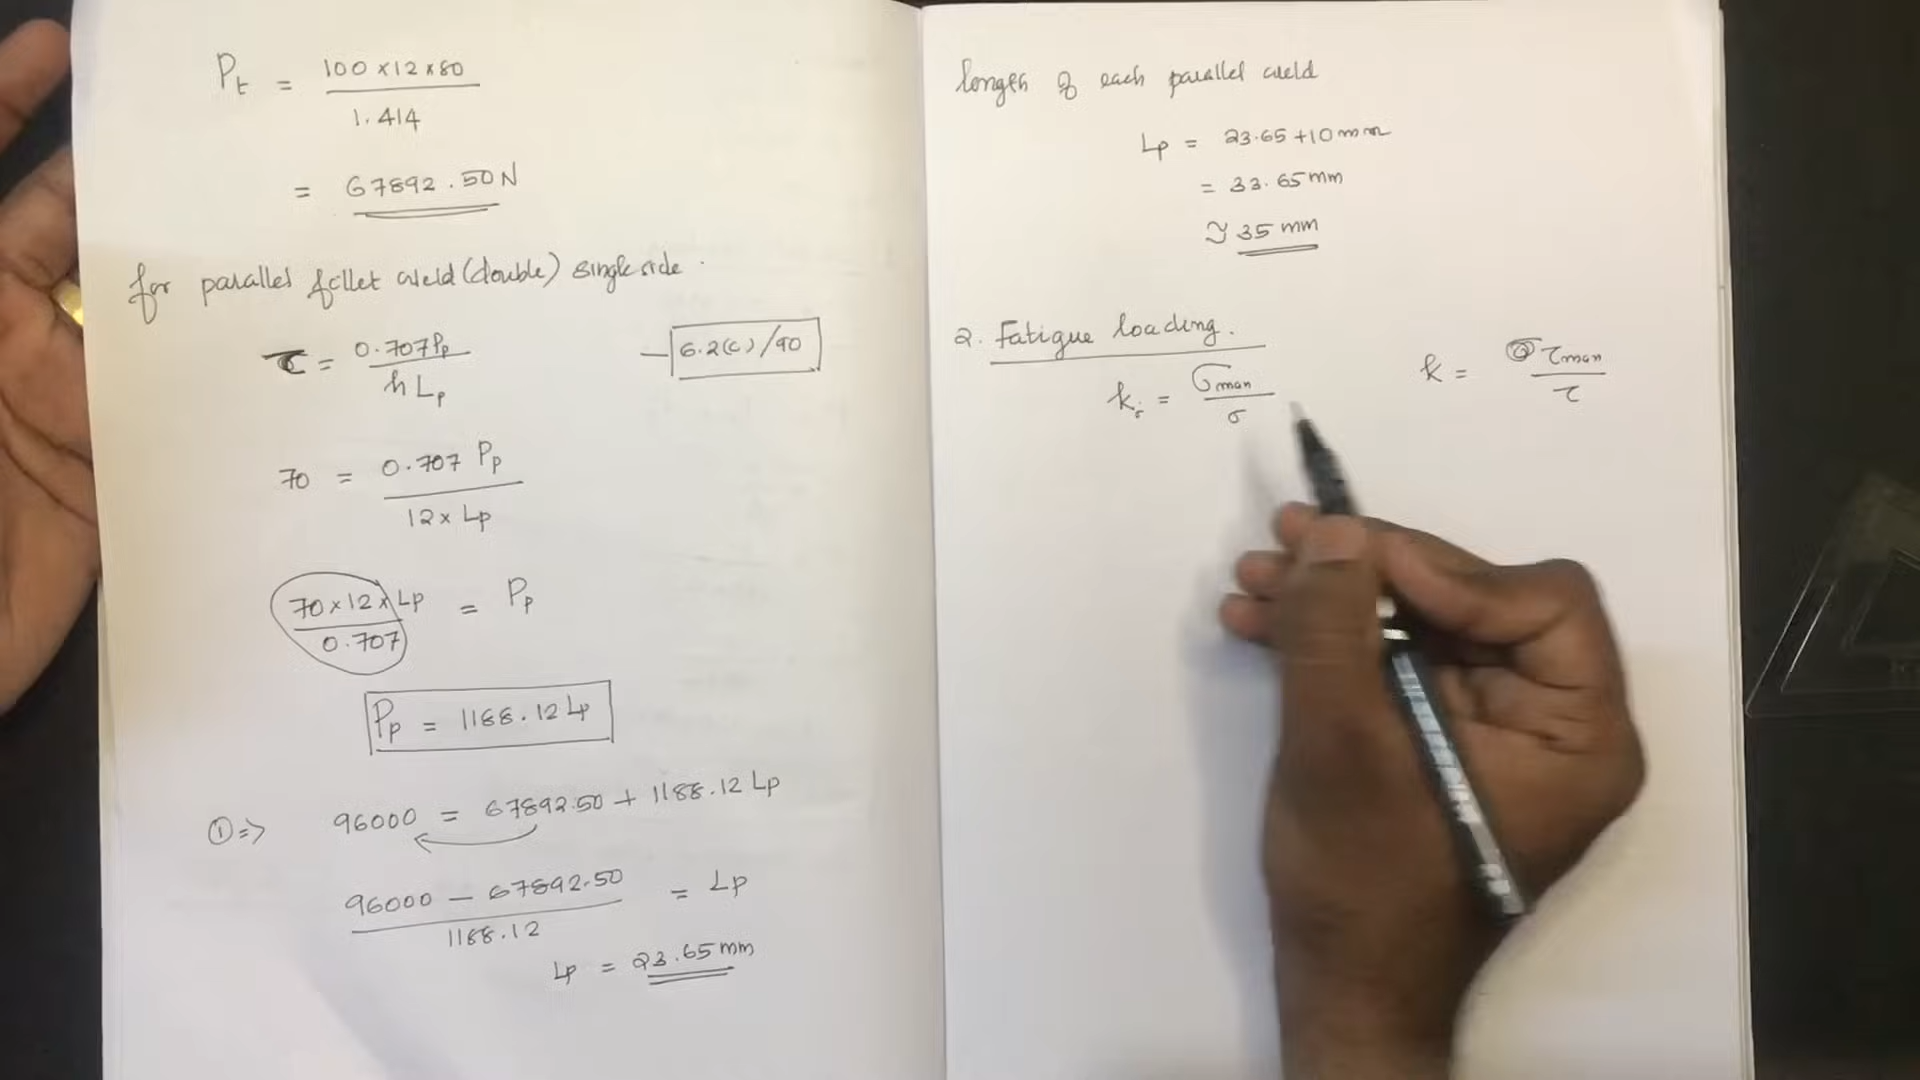 Pt = 100 x 12 x 80 / 1.414
= 67892.50 N
for parallel fillet weld (double) single side.
τ = 0.707 Pp / h Lp — 6.2(c)/90
70 = 0.707 Pp / 12 x Lp
70 x 12 x Lp / 0.707 = Pp
Pp = 1188.12 Lp
① => 96000 = 67892.50 + 1188.12 Lp
96000 - 67892.50 / 1188.12 = Lp
Lp = 23.65 mm
length of each parallel weld
Lp = 23.65 + 10 mm
= 33.65 mm
≃ 35 mm
2. Fatigue loading.
k = σmax / σ k = τmax / τ